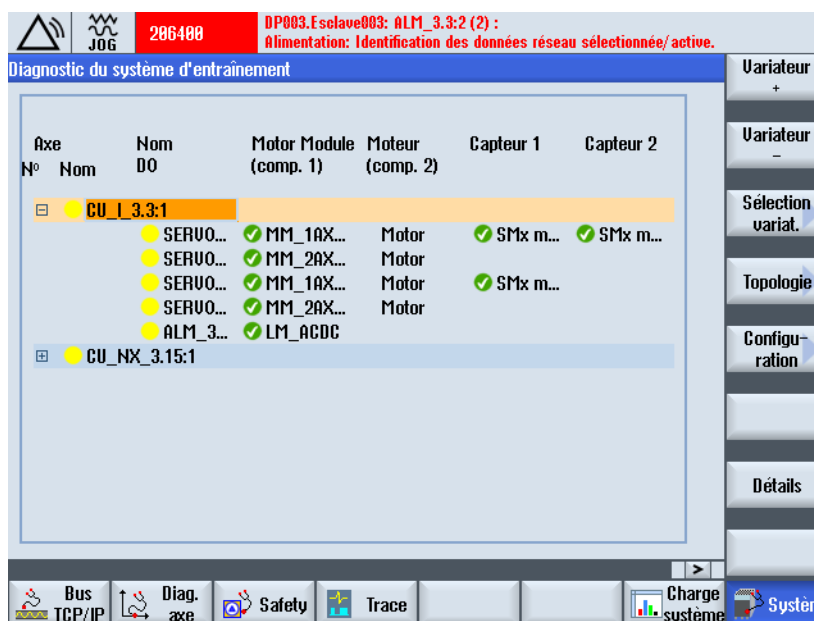 JOG
206400
DP003.Esclave003: ALM_3.3:2 (2) :
Alimentation: Identification des données réseau sélectionnée/active.
Diagnostic du système d'entraînement
Axe Nom Motor Module Moteur Capteur 1 Capteur 2
Nº Nom DO (comp. 1) (comp. 2)
CU_I_3.3:1
SERVO... MM_1AX... Motor SMx m... SMx m...
SERVO... MM_2AX... Motor
SERVO... MM_1AX... Motor SMx m...
SERVO... MM_2AX... Motor
ALM_3... LM_ACDC
CU_NX_3.15:1
Variateur
+
Variateur
-
Sélection
variat.
Topologie
Configu-
ration
Détails
>
Bus
TCP/IP
Diag.
axe
Safety
Trace
Charge
système
Systèm